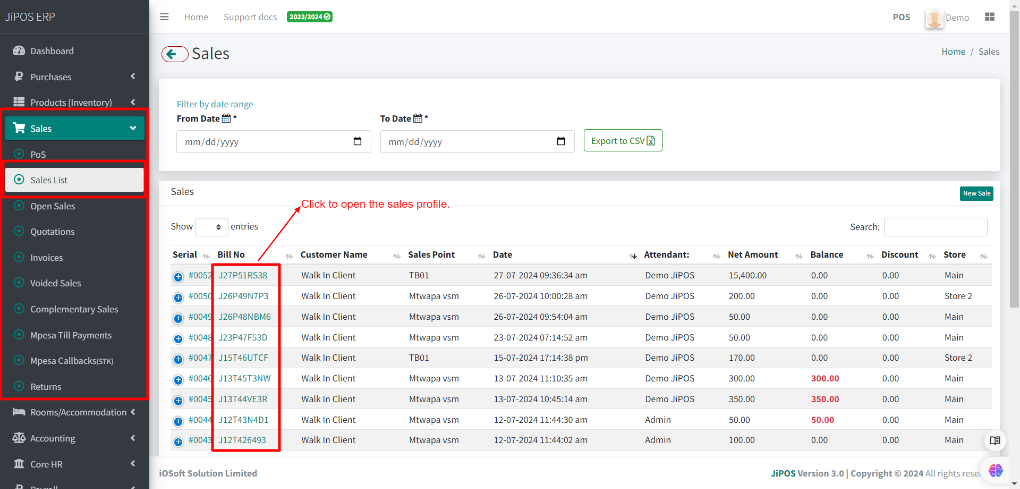 JiPOS ERP
Home Support docs 2023/2024
POS Demo
Dashboard
Purchases
Products (Inventory)
Sales
PoS
Sales List
Open Sales
Quotations
Invoices
Voided Sales
Complementary Sales
Mpesa Till Payments
Mpesa Callbacks(STK)
Returns
Rooms/Accommodation
Accounting
Core HR
Payroll
Sales
Home / Sales
Filter by date range
From Date * To Date *
mm/dd/yyyy mm/dd/yyyy Export to CSV
Sales
New Sale
Click to open the sales profile.
Show entries
Search:
Serial Bill No Customer Name Sales Point Date Attendant: Net Amount Balance Discount Store
#0052 J27P51RS38 Walk In Client TB01 27-07-2024 09:36:34 am Demo JiPOS 15,400.00 0.00 0.00 Main
#0050 J26P49N7P3 Walk In Client Mtwapa vsm 26-07-2024 10:00:28 am Demo JiPOS 200.00 0.00 0.00 Store 2
#0049 J26P48NBM6 Walk In Client Mtwapa vsm 26-07-2024 09:54:04 am Demo JiPOS 50.00 0.00 0.00 Main
#0048 J23P47F53D Walk In Client Mtwapa vsm 23-07-2024 07:14:52 am Demo JiPOS 50.00 0.00 0.00 Main
#0047 J15T46UTCF Walk In Client TB01 15-07-2024 17:14:38 pm Demo JiPOS 170.00 0.00 0.00 Store 2
#0046 J13T45T3NW Walk In Client Mtwapa vsm 13-07-2024 11:10:35 am Demo JiPOS 300.00 300.00 0.00 Main
#0045 J13T44VE3R Walk In Client Mtwapa vsm 13-07-2024 10:45:14 am Demo JiPOS 350.00 350.00 0.00 Main
#0044 J12T43N4D1 Walk In Client Mtwapa vsm 12-07-2024 11:44:30 am Admin 50.00 50.00 0.00 Main
#0043 J12T426493 Walk In Client Mtwapa vsm 12-07-2024 11:44:02 am Admin 100.00 0.00 0.00 Main
iOSoft Solution Limited
JiPOS Version 3.0 | Copyright © 2024 All rights